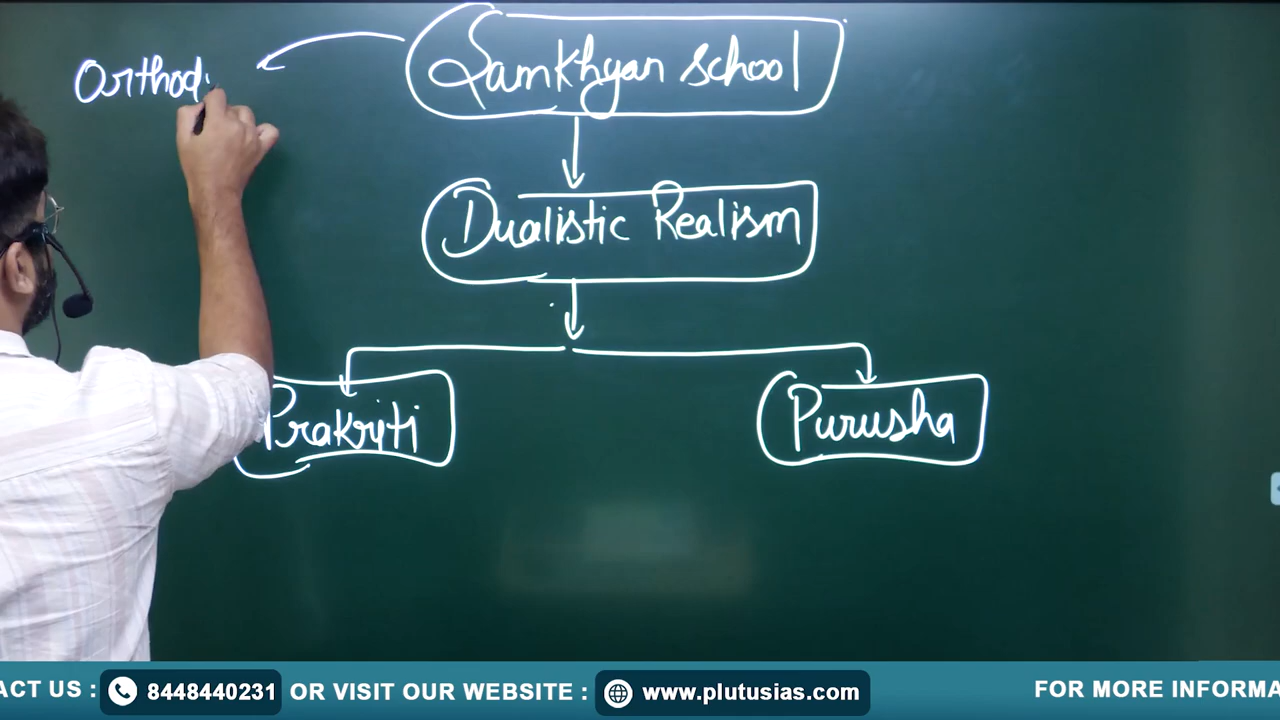 Samkhyan school
Orthod
Dualistic Realism
Prakriti
Purusha
ACT US : 8448440231 OR VISIT OUR WEBSITE : www.plutusias.com FOR MORE INFORMA